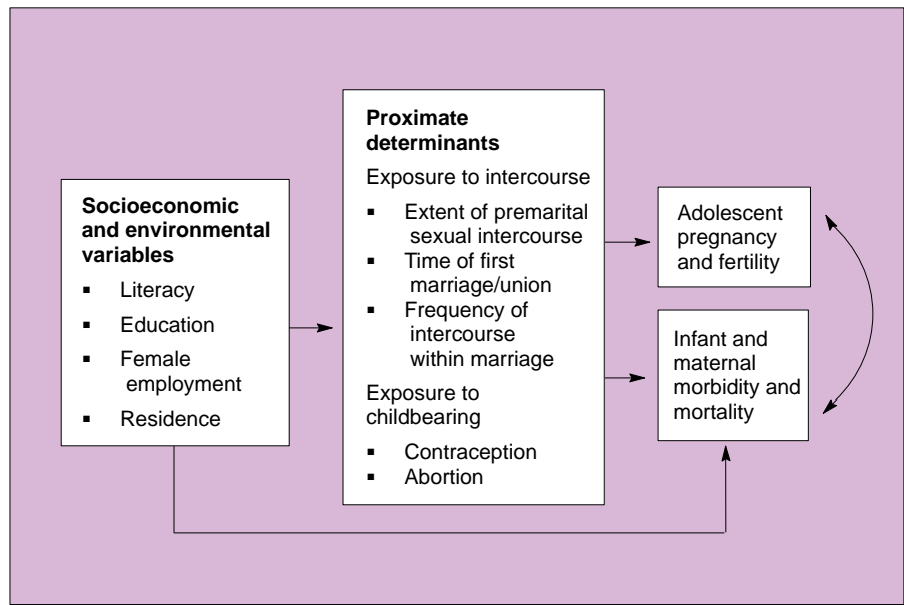 Socioeconomic
and environmental
variables
▪ Literacy
▪ Education
▪ Female
employment
▪ Residence
Proximate
determinants
Exposure to intercourse
▪ Extent of premarital
sexual intercourse
▪ Time of first
marriage/union
▪ Frequency of
intercourse
within marriage
Exposure to
childbearing
▪ Contraception
▪ Abortion
Adolescent
pregnancy
and fertility
Infant and
maternal
morbidity and
mortality